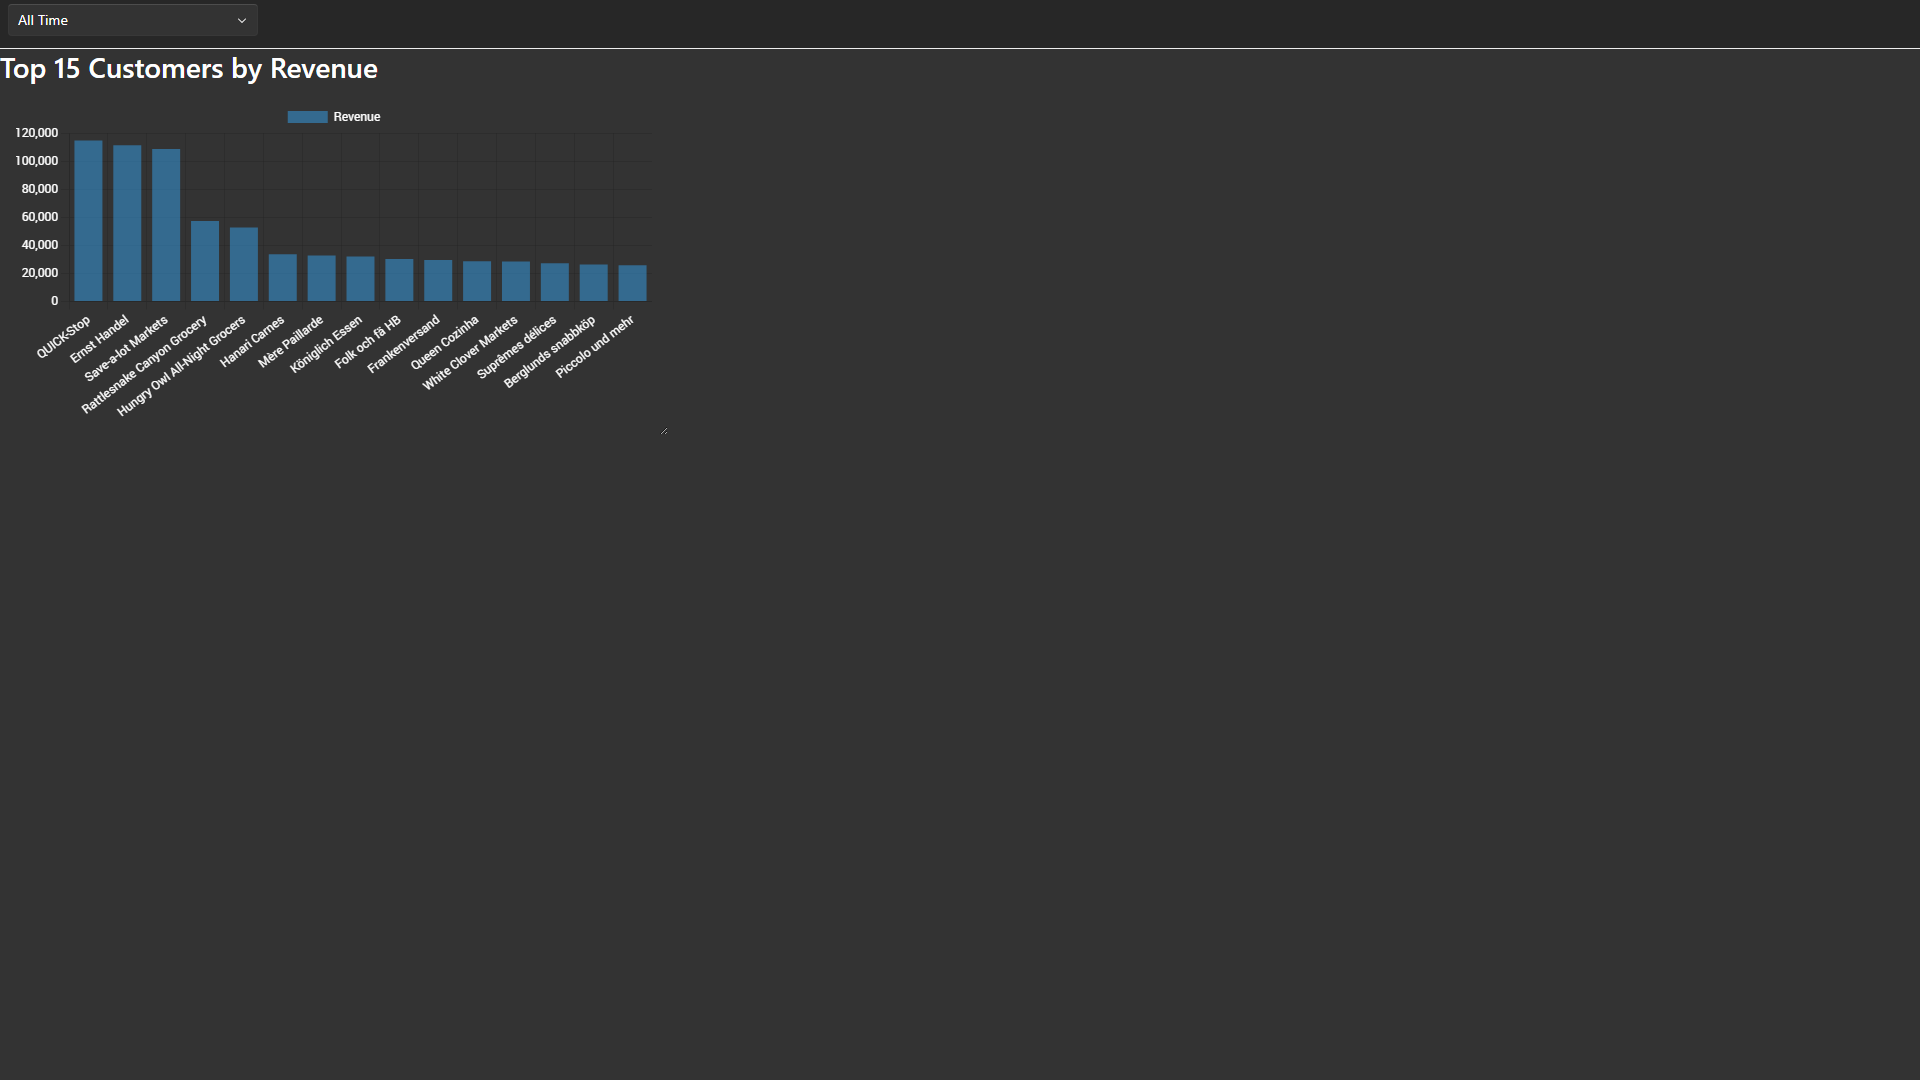 All Time
Top 15 Customers by Revenue
Revenue
120,000
100,000
80,000
60,000
40,000
20,000
0
QUICK-Stop
Ernst Handel
Save-a-lot Markets
Rattlesnake Canyon Grocery
Hungry Owl All-Night Grocers
Hanari Carnes
Mère Paillarde
Königlich Essen
Folk och fä HB
Frankenversand
Queen Cozinha
White Clover Markets
Suprêmes délices
Berglunds snabbköp
Piccolo und mehr